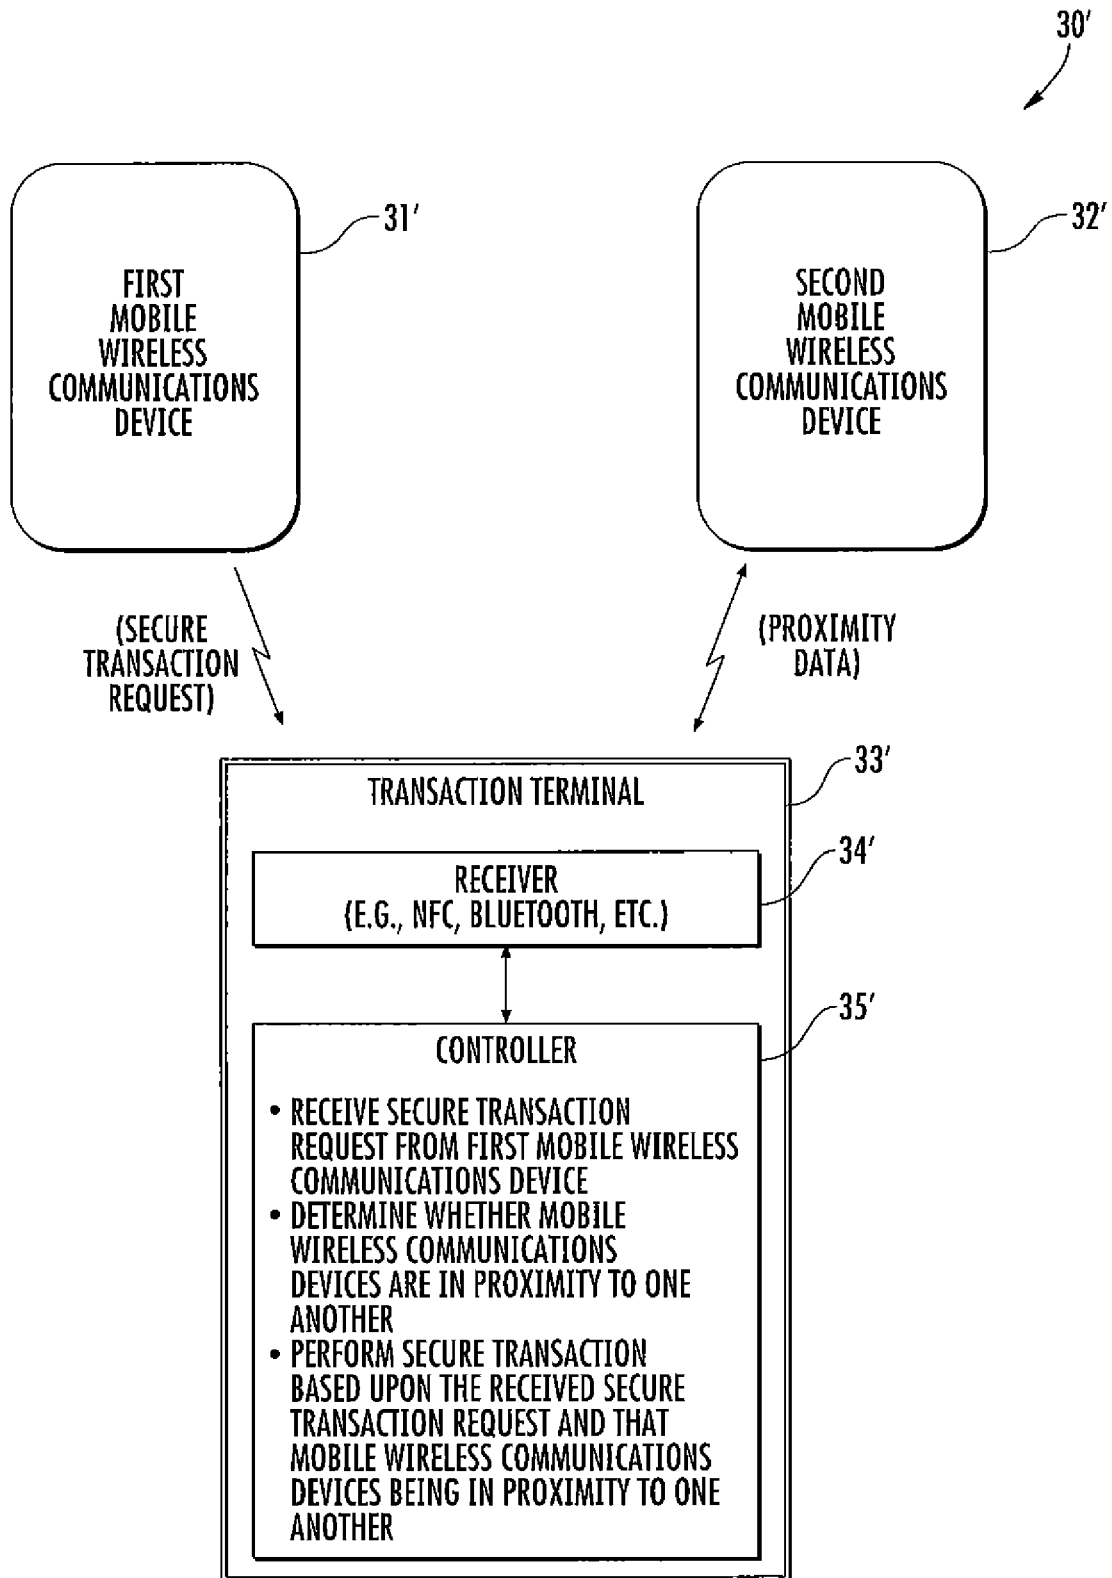 30'
31'
FIRST
MOBILE
WIRELESS
COMMUNICATIONS
DEVICE
32'
SECOND
MOBILE
WIRELESS
COMMUNICATIONS
DEVICE
(SECURE
TRANSACTION
REQUEST)
(PROXIMITY
DATA)
33'
TRANSACTION TERMINAL
34'
RECEIVER
(E.G., NFC, BLUETOOTH, ETC.)
35'
CONTROLLER
• RECEIVE SECURE TRANSACTION
REQUEST FROM FIRST MOBILE WIRELESS
COMMUNICATIONS DEVICE
• DETERMINE WHETHER MOBILE
WIRELESS COMMUNICATIONS
DEVICES ARE IN PROXIMITY TO ONE
ANOTHER
• PERFORM SECURE TRANSACTION
BASED UPON THE RECEIVED SECURE
TRANSACTION REQUEST AND THAT
MOBILE WIRELESS COMMUNICATIONS
DEVICES BEING IN PROXIMITY TO ONE
ANOTHER